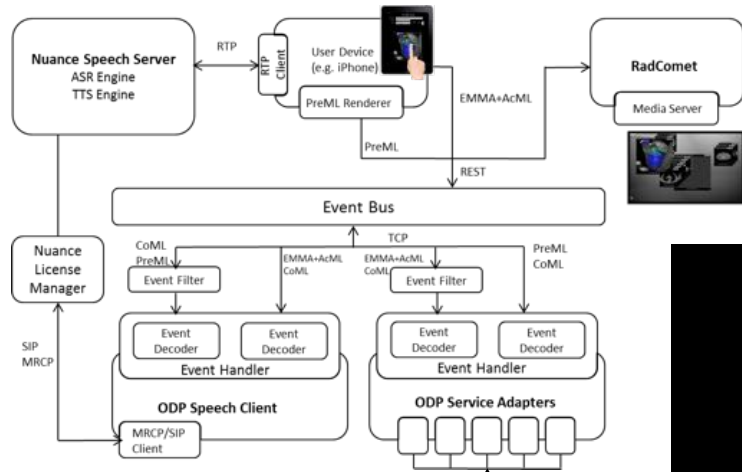 Nuance Speech Server
ASR Engine
TTS Engine
RTP
RTP
Client
User Device
(e.g. iPhone)
PreML Renderer
RadComet
Media Server
EMMA+AcML
PreML
REST
Event Bus
TCP
CoML
PreML
EMMA+AcML
CoML
EMMA+AcML
CoML
PreML
CoML
Nuance
License
Manager
Event Filter
Event Filter
Event
Decoder
Event
Decoder
Event Handler
Event
Decoder
Event
Decoder
Event Handler
SIP
MRCP
ODP Speech Client
ODP Service Adapters
MRCP/SIP
Client